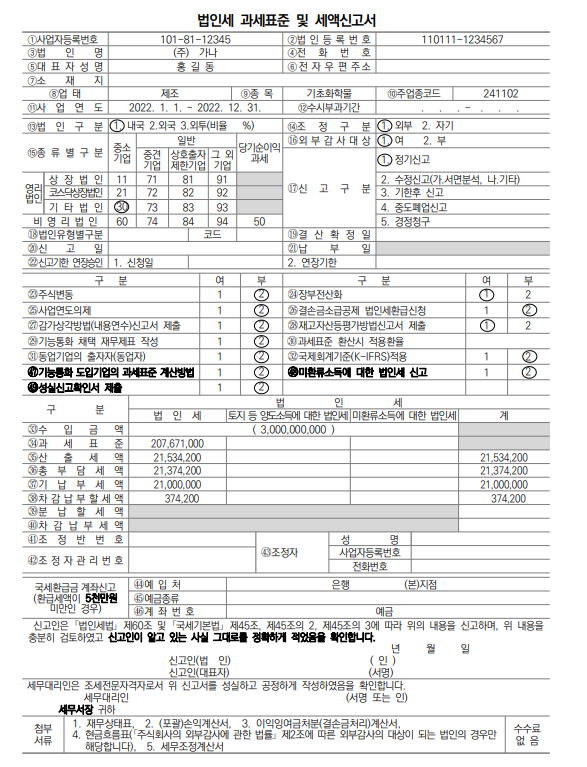 법인세 과세표준 및 세액신고서
①사업자등록번호 101-81-12345 ②법인등록번호 110111-1234567
③법 인 명 (주) 가나 ④전 화 번 호
⑤대표자성명 홍 길 동 ⑥전자우편주소
⑦소 재 지
⑧업 태 제조 ⑨종 목 기초화학물 ⑩주업종코드 241102
⑪사 업 연 도 2022. 1. 1. ~ 2022. 12. 31. ⑫수시부과기간 . . . ~ . . .
⑬법 인 구 분 ① 내국 2.외국 3.외투(비율 %) ⑭조 정 구 분 ① 외부 2. 자기
⑮종 류 별 구 분 중소기업 일반 당기순이익과세 ⑯외부감사대상 ① 여 2. 부
중견기업 상호출자제한기업 그 외 기업 ⑰신 고 구 분 ① 정기신고
영리법인 상 장 법 인 11 71 81 91 2. 수정신고(가.서면분석, 나.기타)
코스닥상장법인 21 72 82 92 3. 기한후 신고
기 타 법 인 30 73 83 93 4. 중도폐업신고
비 영 리 법 인 60 74 84 94 50 5. 경정청구
⑱법인유형별구분 코드 ⑲결 산 확 정 일
⑳신 고 일 ㉑납 부 일
㉒신고기한 연장승인 1. 신청일 2. 연장기한
구 분 여 부 구 분 여 부
㉓주식변동 1 ② ㉔장부전산화 ① 2
㉕사업연도의제 1 ② ㉖결손금소급공제 법인세환급신청 1 ②
㉗감가상각방법(내용연수)신고서 제출 1 ② ㉘재고자산등평가방법신고서 제출 ① 2
㉙기능통화 채택 재무제표 작성 1 ② ㉚과세표준 환산시 적용환율
㉛동업기업의 출자자(동업자) 1 ② ㉜국제회계기준(K-IFRS)적용 1 ②
㊼기능통화 도입기업의 과세표준 계산방법 1 ② ㊽미환류소득에 대한 법인세 신고 1 ②
㊾성실신고확인서 제출 1 ②
구 분 법 인 세
법 인 세 토지 등 양도소득에 대한 법인세 미환류소득에 대한 법인세 계
㉝수 입 금 액 ( 3,000,000,000 )
㉞과 세 표 준 207,671,000
㉟산 출 세 액 21,534,200 21,534,200
㊱총 부 담 세 액 21,374,200 21,374,200
㊲기 납 부 세 액 21,000,000 21,000,000
㊳차감납부할세액 374,200 374,200
㊴분 납 할 세 액
㊵차 감 납 부 세 액
㊶조 정 반 번 호 ㊸조정자 성 명
㊷조정자관리번호 사업자등록번호
전화번호
국세환급금 계좌신고 (환급세액이 5천만원 미만인 경우) ㊹예 입 처 은행 (본)지점
㊺예금종류
㊻계 좌 번 호 예금
신고인은 「법인세법」 제60조 및 「국세기본법」 제45조, 제45조의 2, 제45조의 3에 따라 위의 내용을 신고하며, 위 내용을
충분히 검토하였고 신고인이 알고 있는 사실 그대로를 정확하게 적었음을 확인합니다.
년 월 일
신고인(법 인) ( 인 )
신고인(대표자) (서명)
세무대리인은 조세전문자격자로서 위 신고서를 성실하고 공정하게 작성하였음을 확인합니다.
세무대리인 (서명 또는 인)
세무서장 귀하
첨부서류 1. 재무상태표, 2. (포괄)손익계산서, 3. 이익잉여금처분(결손금처리)계산서,
4. 현금흐름표(「주식회사의 외부감사에 관한 법률」 제2조에 따른 외부감사의 대상이 되는 법인의 경우만
해당합니다), 5. 세무조정계산서
수수료 없 음